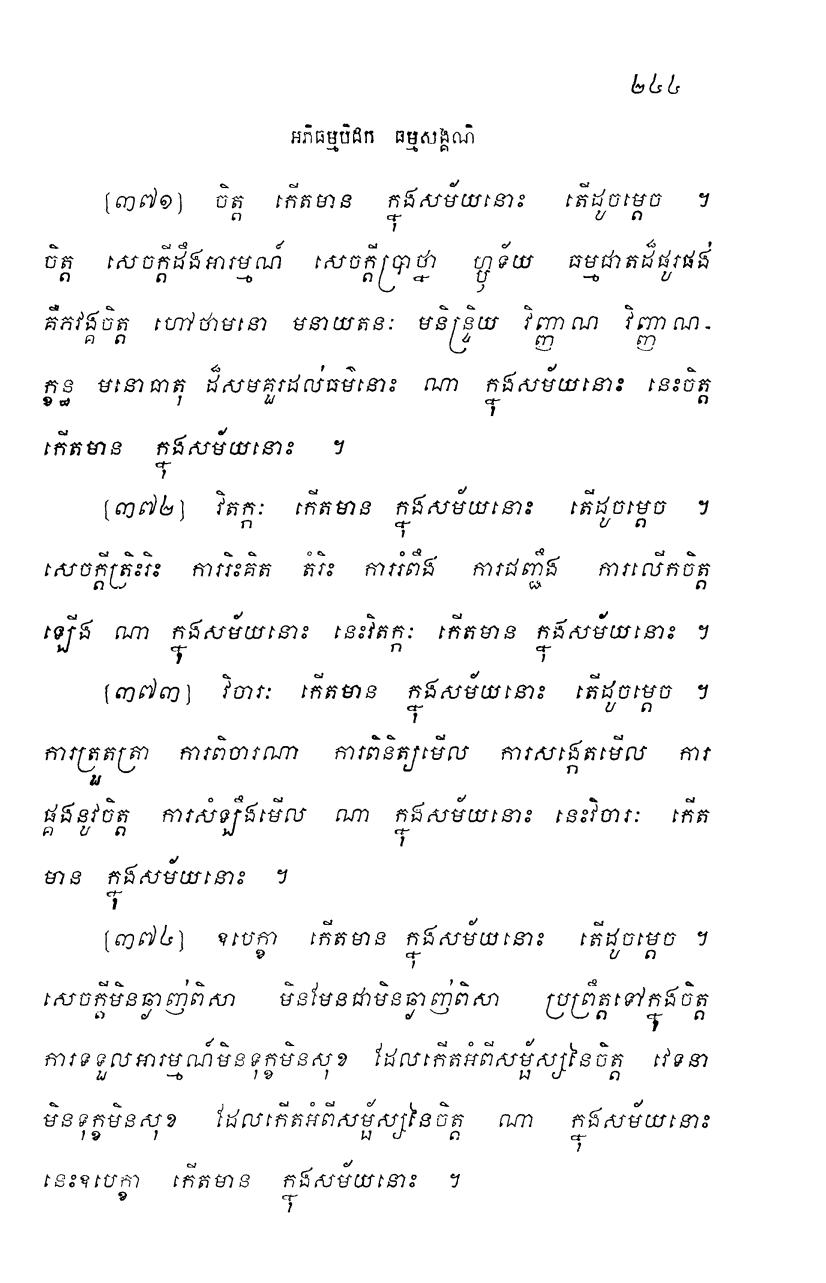 ២៤៤
អភិធម្មបិដក ធម្មសង្គណិ
[៣៧១] ចិត្ត កើតមាន ក្នុងសម័យនោះ តើដូចម្តេច ។
ចិត្ត សេចក្តីដឹងអារម្មណ៍ សេចក្តីប្រាថ្នា ហ្ឫទ័យ ធម្មជាតដ៏ផូរផង់
គឺភវង្គចិត្ត ហៅថាមនោ មនាយតនៈ មនិន្ទ្រិយ វិញ្ញាណ វិញ្ញាណ-
ក្ខន្ធ មនោធាតុ ដ៏សមគួរដល់ធម៌នោះ ណា ក្នុងសម័យនោះ នេះចិត្ត
កើតមាន ក្នុងសម័យនោះ ។
[៣៧២] វិតក្កៈ កើតមាន ក្នុងសម័យនោះ តើដូចម្តេច ។
សេចក្តីត្រិះរិះ ការរិះគិត តំរិះ ការរំពឹង ការជញ្ជឹង ការលើកចិត្ត
ឡើង ណា ក្នុងសម័យនោះ នេះវិតក្កៈ កើតមាន ក្នុងសម័យនោះ ។
[៣៧៣] វិចារៈ កើតមាន ក្នុងសម័យនោះ តើដូចម្តេច ។
ការត្រួតត្រា ការពិចារណា ការពិនិត្យមើល ការសង្កេតមើល ការ
ផ្គងនូវចិត្ត ការសំឡឹងមើល ណា ក្នុងសម័យនោះ នេះវិចារៈ កើត
មាន ក្នុងសម័យនោះ ។
[៣៧៤] ឧបេក្ខា កើតមាន ក្នុងសម័យនោះ តើដូចម្តេច ។
សេចក្តីមិនឆ្ងាញ់ពិសា មិនមែនជាមិនឆ្ងាញ់ពិសា ប្រព្រឹត្តទៅក្នុងចិត្ត
ការទទួលអារម្មណ៍មិនទុក្ខមិនសុខ ដែលកើតអំពីសម្ផ័ស្សនៃចិត្ត វេទនា
មិនទុក្ខមិនសុខ ដែលកើតអំពីសម្ផ័ស្សនៃចិត្ត ណា ក្នុងសម័យនោះ
នេះឧបេក្ខា កើតមាន ក្នុងសម័យនោះ ។